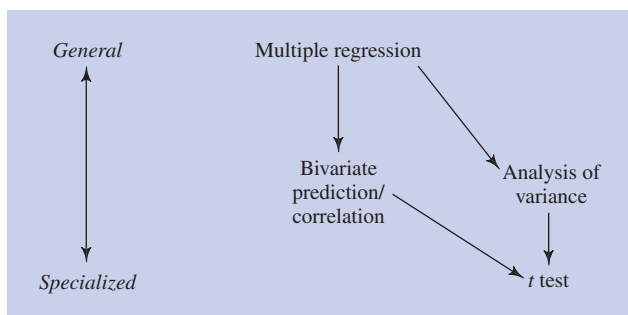 General
Multiple regression
Bivariate
prediction/
correlation
Analysis of
variance
Specialized
t test